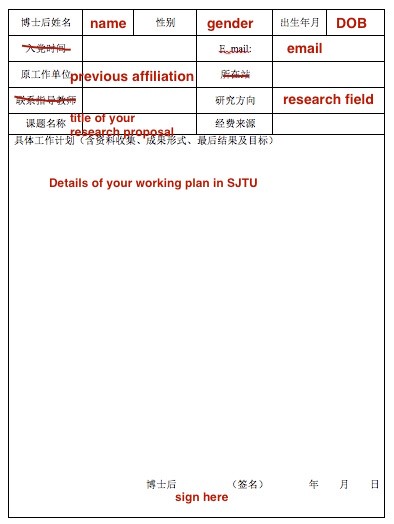 博士后姓名 name 性别 gender 出生年月 DOB
入党时间 E_mail: email
原工作单位 previous affiliation 所在站
联系指导教师 研究方向 research field
课题名称 title of your research proposal 经费来源
具体工作计划（含资料收集、成果形式、最后结果及目标）
Details of your working plan in SJTU
博士后 （签名） 年 月 日
sign here